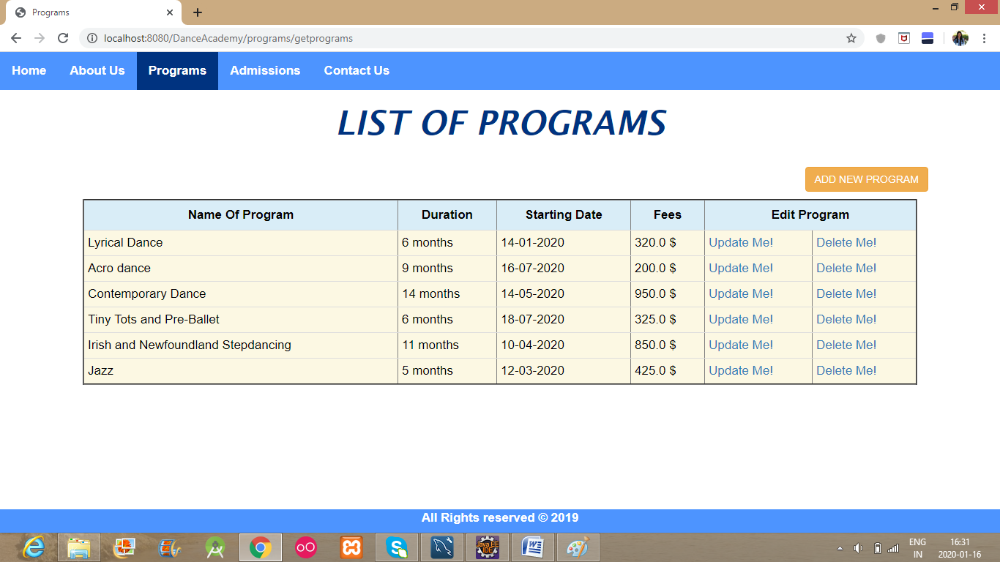 Programs
localhost:8080/DanceAcademy/programs/getprograms
Home About Us Programs Admissions Contact Us
LIST OF PROGRAMS
ADD NEW PROGRAM
Name Of Program Duration Starting Date Fees Edit Program
Lyrical Dance 6 months 14-01-2020 320.0 $ Update Me! Delete Me!
Acro dance 9 months 16-07-2020 200.0 $ Update Me! Delete Me!
Contemporary Dance 14 months 14-05-2020 950.0 $ Update Me! Delete Me!
Tiny Tots and Pre-Ballet 6 months 18-07-2020 325.0 $ Update Me! Delete Me!
Irish and Newfoundland Stepdancing 11 months 10-04-2020 850.0 $ Update Me! Delete Me!
Jazz 5 months 12-03-2020 425.0 $ Update Me! Delete Me!
All Rights reserved © 2019
Java EE
IDE
ENG 16:31
IN 2020-01-16